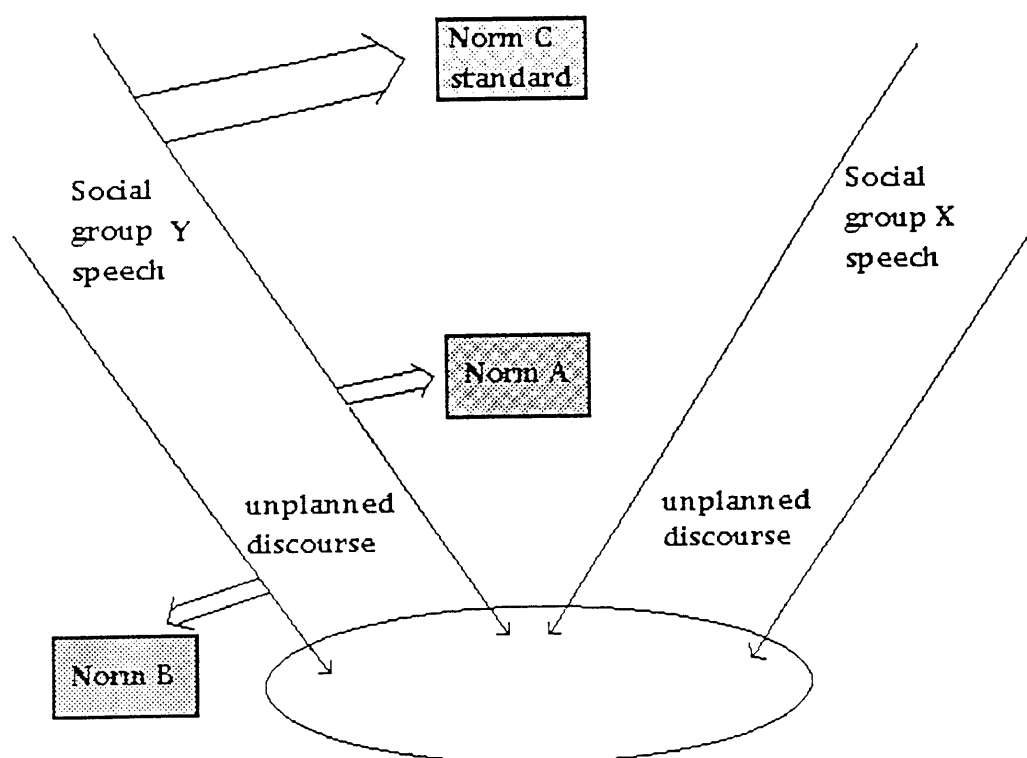 Norm C
standard
Social
group Y
speech
Social
group X
speech
Norm A
unplanned
discourse
unplanned
discourse
Norm B